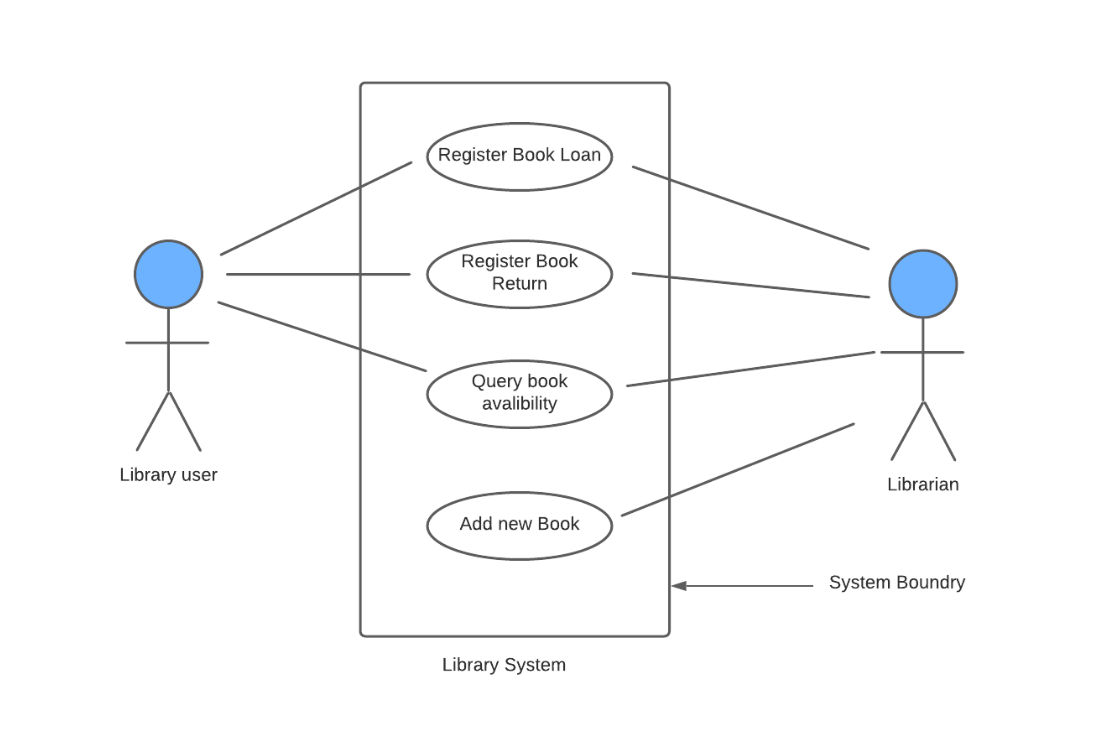 Register Book Loan
Register Book
Return
Query book
avalibility
Add new Book
Library user
Librarian
System Boundry
Library System